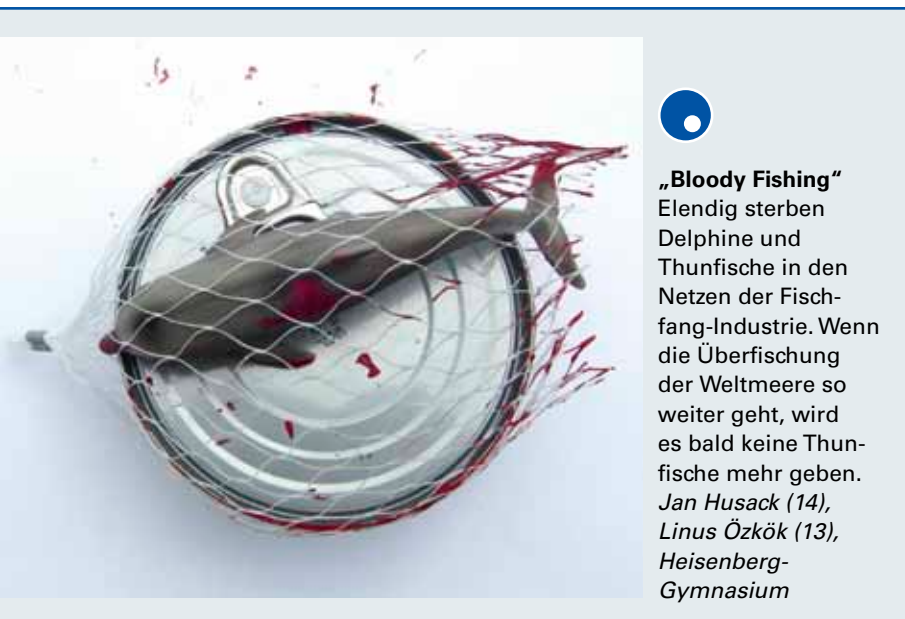 „Bloody Fishing“
Elendig sterben
Delphine und
Thunfische in den
Netzen der Fisch-
fang-Industrie. Wenn
die Überfischung
der Weltmeere so
weiter geht, wird
es bald keine Thun-
fische mehr geben.
Jan Husack (14),
Linus Özkök (13),
Heisenberg-
Gymnasium